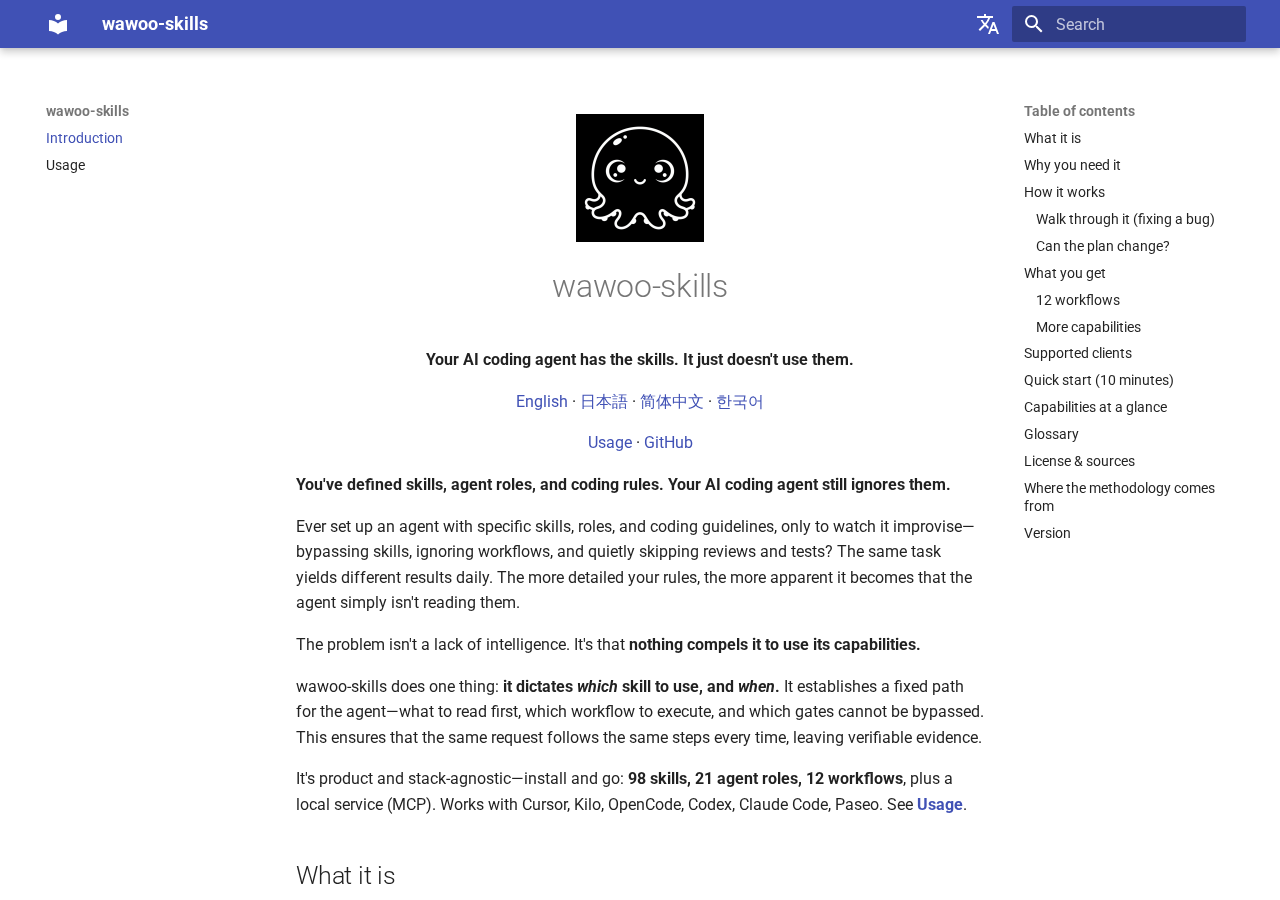 wawoo-skills
Search
wawoo-skills
Introduction
Usage
wawoo-skills
Your AI coding agent has the skills. It just doesn't use them.
English · 日本語 · 简体中文 · 한국어
Usage · GitHub
You've defined skills, agent roles, and coding rules. Your AI coding agent still ignores them.
Ever set up an agent with specific skills, roles, and coding guidelines, only to watch it improvise—
bypassing skills, ignoring workflows, and quietly skipping reviews and tests? The same task
yields different results daily. The more detailed your rules, the more apparent it becomes that the
agent simply isn't reading them.
The problem isn't a lack of intelligence. It's that nothing compels it to use its capabilities.
wawoo-skills does one thing: it dictates which skill to use, and when. It establishes a fixed path
for the agent—what to read first, which workflow to execute, and which gates cannot be bypassed.
This ensures that the same request follows the same steps every time, leaving verifiable evidence.
It's product and stack-agnostic—install and go: 98 skills, 21 agent roles, 12 workflows, plus a
local service (MCP). Works with Cursor, Kilo, OpenCode, Codex, Claude Code, Paseo. See Usage.
What it is
Table of contents
What it is
Why you need it
How it works
Walk through it (fixing a bug)
Can the plan change?
What you get
12 workflows
More capabilities
Supported clients
Quick start (10 minutes)
Capabilities at a glance
Glossary
License & sources
Where the methodology comes
from
Version